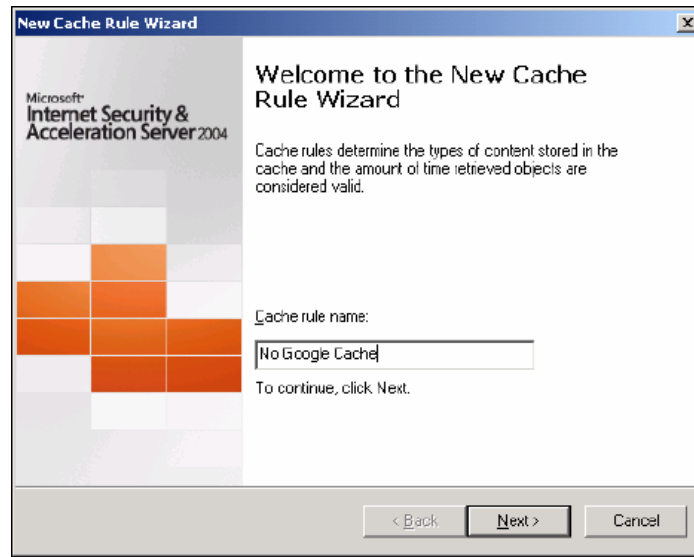 New Cache Rule Wizard
Microsoft
Internet Security &
Acceleration Server 2004
Welcome to the New Cache
Rule Wizard
Cache rules determine the types of content stored in the
cache and the amount of time retrieved objects are
considered valid.
Cache rule name:
No Google Cache
To continue, click Next.
< Back
Next >
Cancel